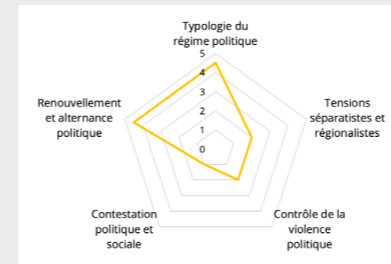 Typologie du
régime politique
5
4
3
2
1
0
Renouvellement
et alternance
politique
Tensions
séparatistes et
régionalistes
Contestation
politique et
sociale
Contrôle de la
violence
politique